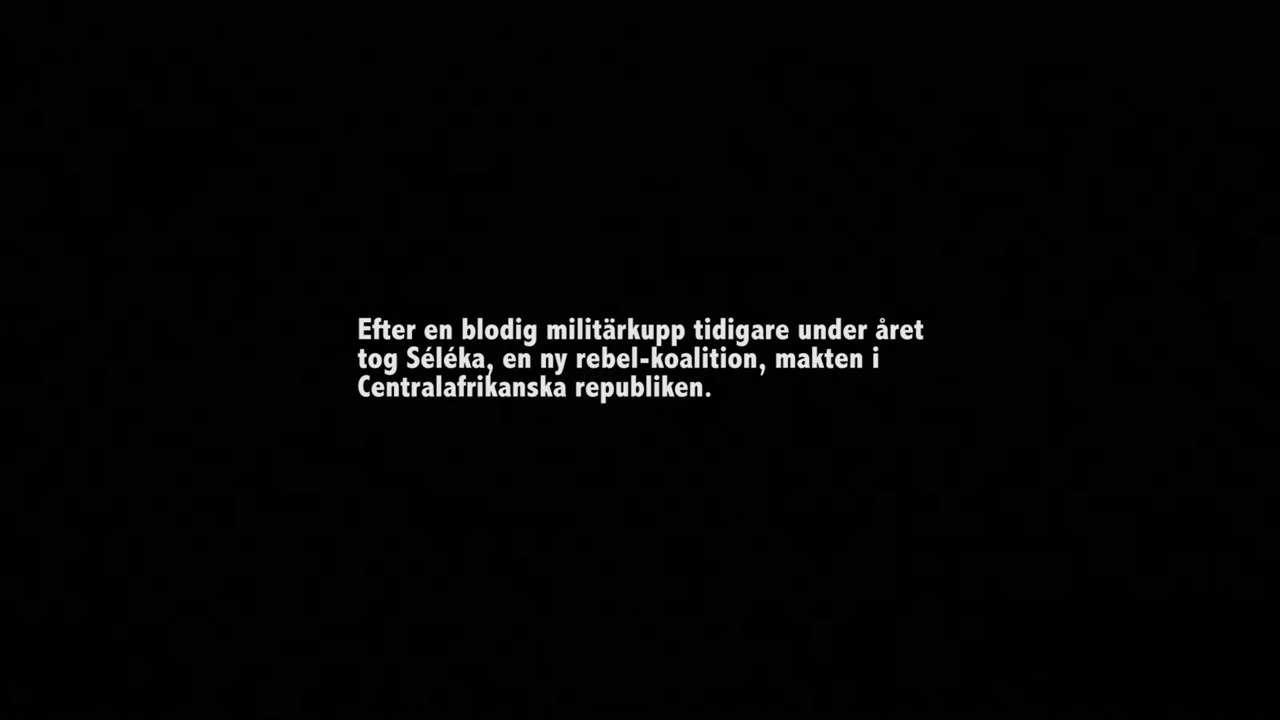 Efter en blodig militärkupp tidigare under året
tog Séléka, en ny rebel-koalition, makten i
Centralafrikanska republiken.